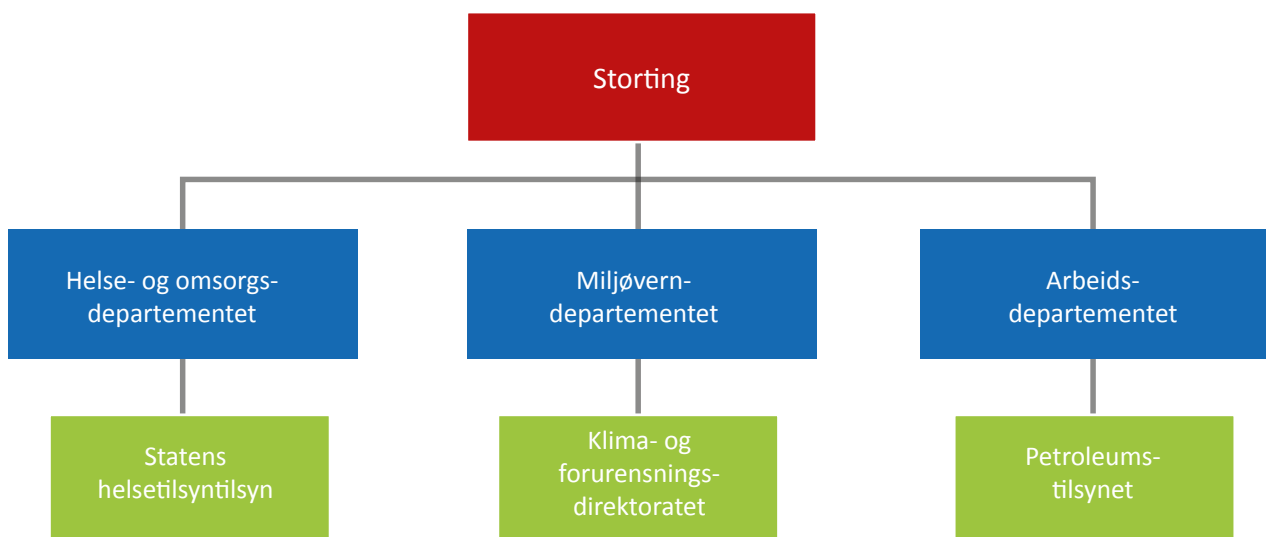 Storting
Helse- og omsorgs-
departementet
Miljøvern-
departementet
Arbeids-
departementet
Statens
helsetilsyntilsyn
Klima- og
forurensnings-
direktoratet
Petroleums-
tilsynet